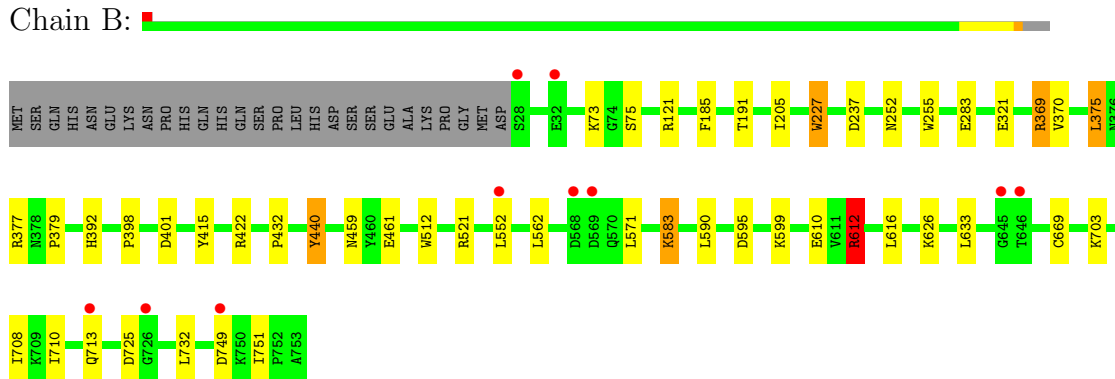 Chain B:
MET SER GLN HIS ASN GLU LYS ASN PRO HIS GLN HIS GLN SER PRO LEU HIS ASP SER SER GLU ALA LYS PRO GLY MET ASP S28 E32 K73 G74 S75 R121 F185 T191 I205 W227 D237 N252 W255 E283 E321 R369 V370 L375 N376
R377 N378 P379 H392 P398 D401 Y415 R422 P432 Y440 N459 Y460 E461 W512 R521 L552 L562 D568 D569 Q570 L571 K583 L590 D595 K599 E610 V611 R612 L616 K626 L633 G645 T646 C669 K703
I708 K709 I710 Q713 D725 G726 L732 D749 K750 I751 P752 A753